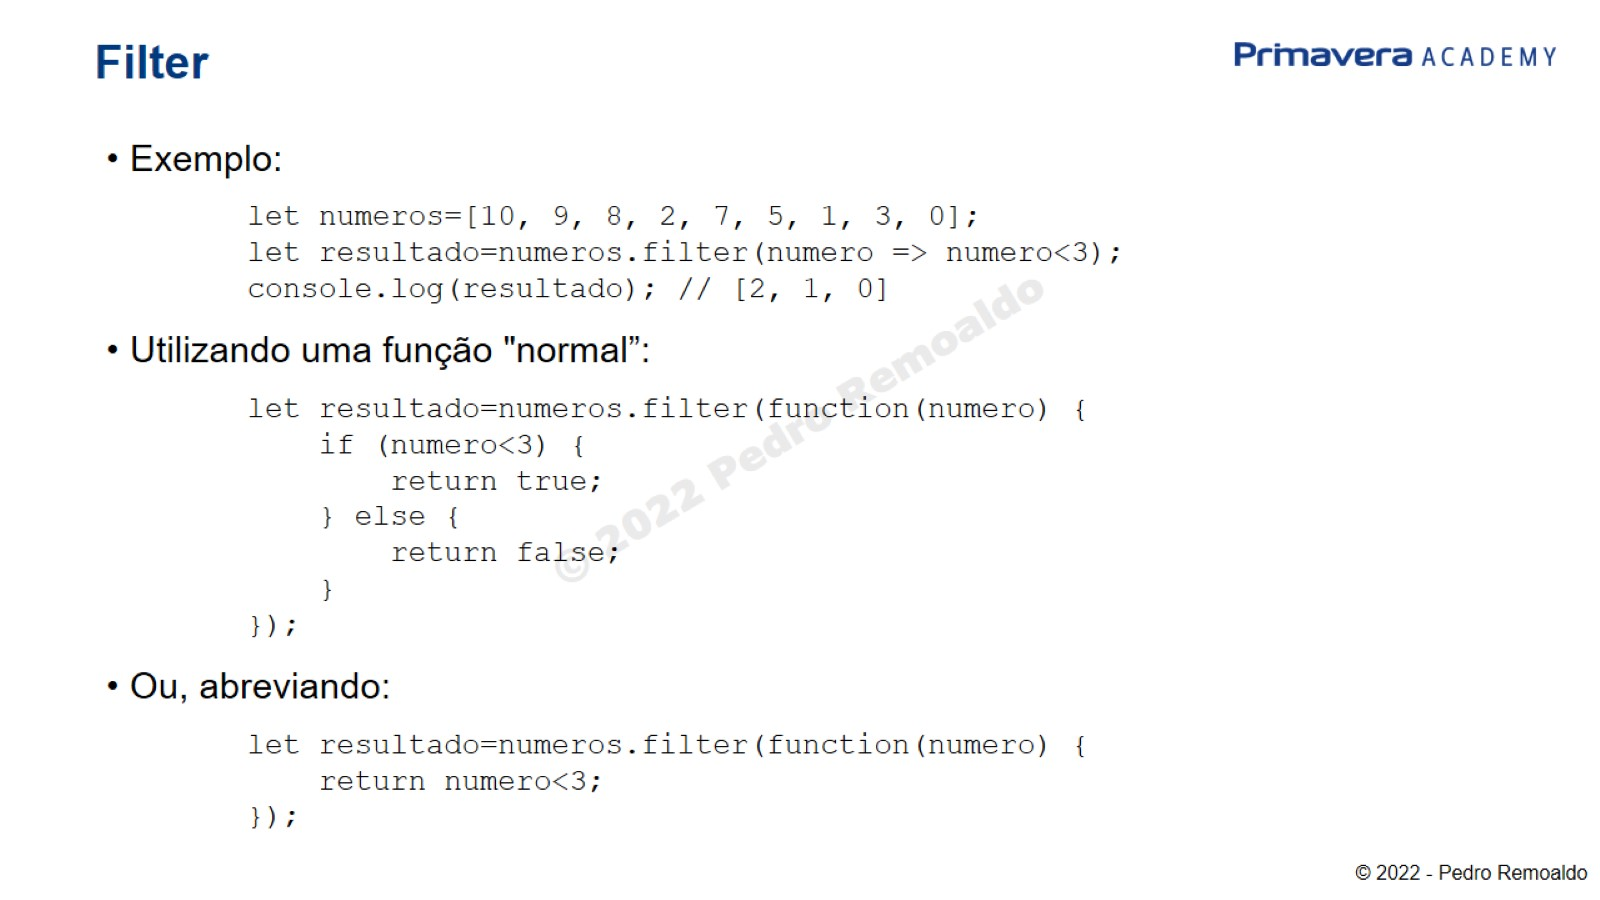 Filter
Primavera ACADEMY
• Exemplo:
let numeros=[10, 9, 8, 2, 7, 5, 1, 3, 0];
let resultado=numeros.filter(numero => numero<3);
console.log(resultado); // [2, 1, 0]
• Utilizando uma função "normal”:
let resultado=numeros.filter(function(numero) {
    if (numero<3) {
        return true;
    } else {
        return false;
    }
});
• Ou, abreviando:
let resultado=numeros.filter(function(numero) {
    return numero<3;
});
© 2022 Pedro Remoaldo
© 2022 - Pedro Remoaldo